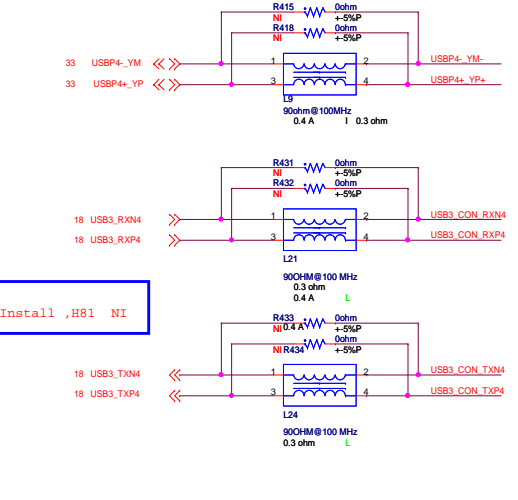 R415 0ohm
NI +-5%P
R418 0ohm
NI +-5%P
33 USBP4-_YM 1 2 USBP4-_YM-
33 USBP4+_YP 3 4 USBP4+_YP+
L9
90ohm@100MHz
0.4 A l 0.3 ohm
R431 0ohm
NI +-5%P
R432 0ohm
NI +-5%P
18 USB3_RXN4 1 2 USB3_CON_RXN4
18 USB3_RXP4 3 4 USB3_CON_RXP4
L21
90OHM@100 MHz
0.3 ohm
0.4 A L
Install ,H81 NI
R433 0ohm
NI 0.4 A +-5%P
0ohm
NI R434 +-5%P
18 USB3_TXN4 1 2 USB3_CON_TXN4
18 USB3_TXP4 3 4 USB3_CON_TXP4
L24
90OHM@100 MHz
0.3 ohm L